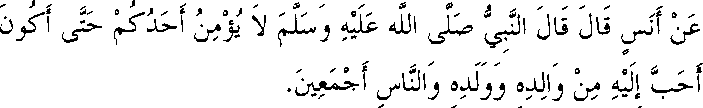 عَنْ أَنَسٍ قَالَ قَالَ النَّبِيُّ صَلَّى اللَّه عَلَيْهِ وَسَلَّمَ لاَ يُؤْمِنُ أَحَدُكُمْ حَتَّى أَكُونَ
أَحَبَّ إِلَيْهِ مِنْ وَالِدِهِ وَوَلَدِهِ وَالنَّاسِ أَجْمَعِينَ.